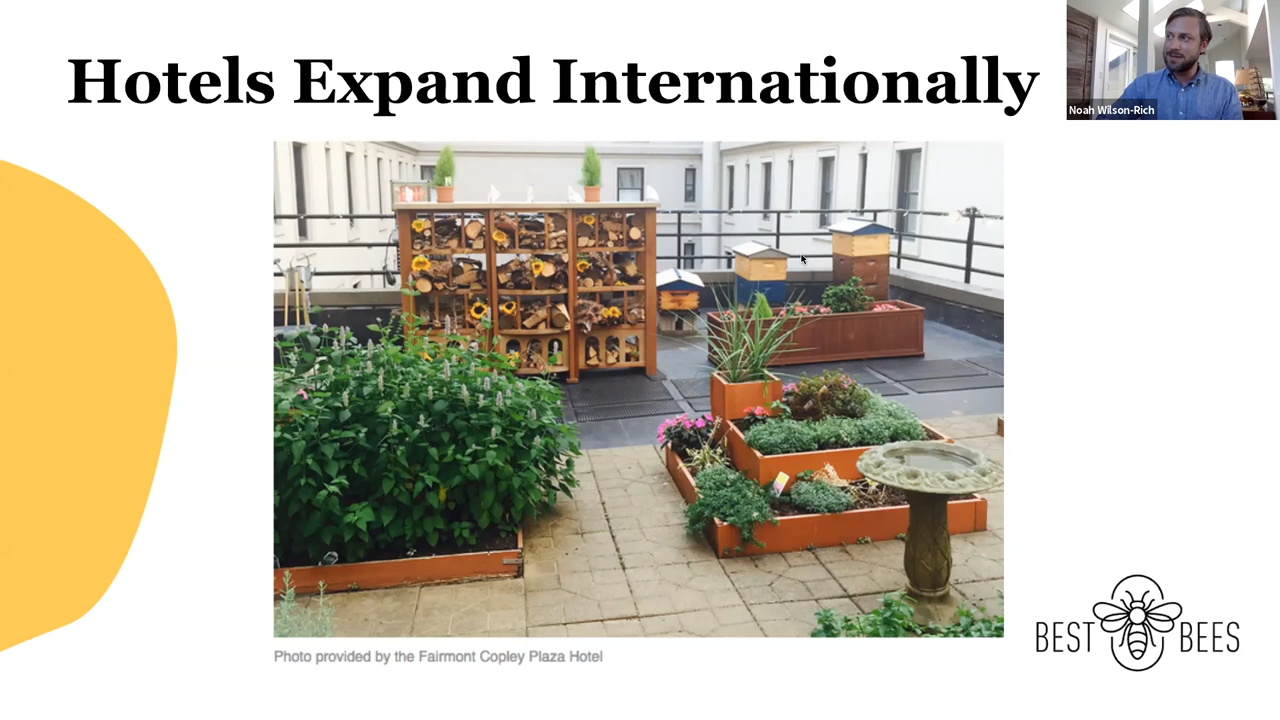 Hotels Expand Internationally
Noah Wilson-Rich
Photo provided by the Fairmont Copley Plaza Hotel
BEST BEES